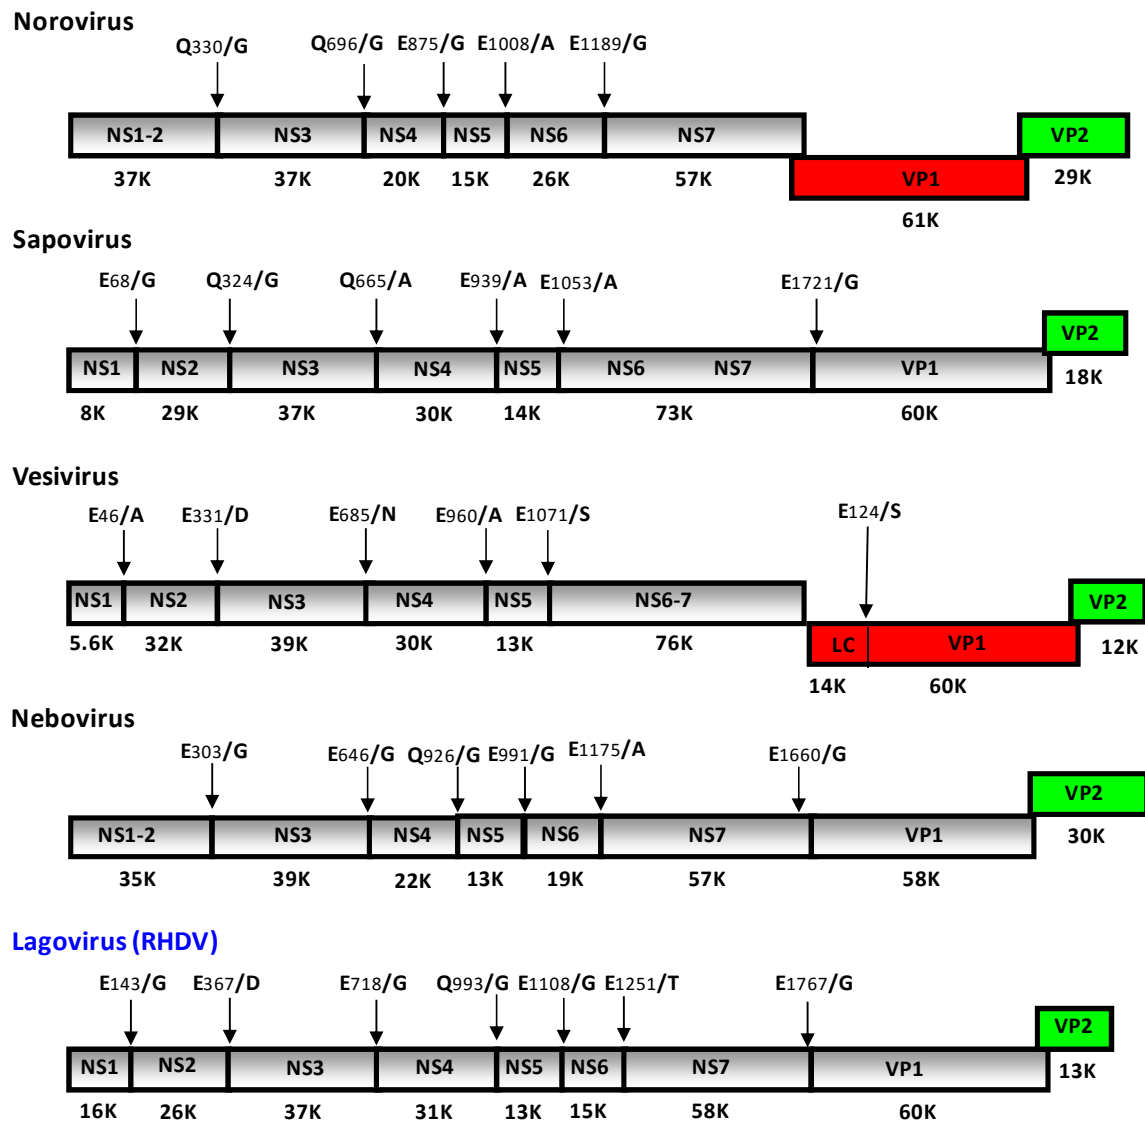 Norovirus
Q330/G Q696/G E875/G E1008/A E1189/G
NS1-2 NS3 NS4 NS5 NS6 NS7 VP2
37K 37K 20K 15K 26K 57K VP1 29K
61K
Sapovirus
E68/G Q324/G Q665/A E939/A E1053/A E1721/G
VP2
NS1 NS2 NS3 NS4 NS5 NS6 NS7 VP1
18K
8K 29K 37K 30K 14K 73K 60K
Vesivirus
E46/A E331/D E685/N E960/A E1071/S E124/S
NS1 NS2 NS3 NS4 NS5 NS6-7 VP2
5.6K 32K 39K 30K 13K 76K LC VP1 12K
14K 60K
Nebovirus
E303/G E646/G Q926/G E991/G E1175/A E1660/G
VP2
NS1-2 NS3 NS4 NS5 NS6 NS7 VP1
30K
35K 39K 22K 13K 19K 57K 58K
Lagovirus (RHDV)
E143/G E367/D E718/G Q993/G E1108/G E1251/T E1767/G
VP2
NS1 NS2 NS3 NS4 NS5 NS6 NS7 VP1
13K
16K 26K 37K 31K 13K 15K 58K 60K